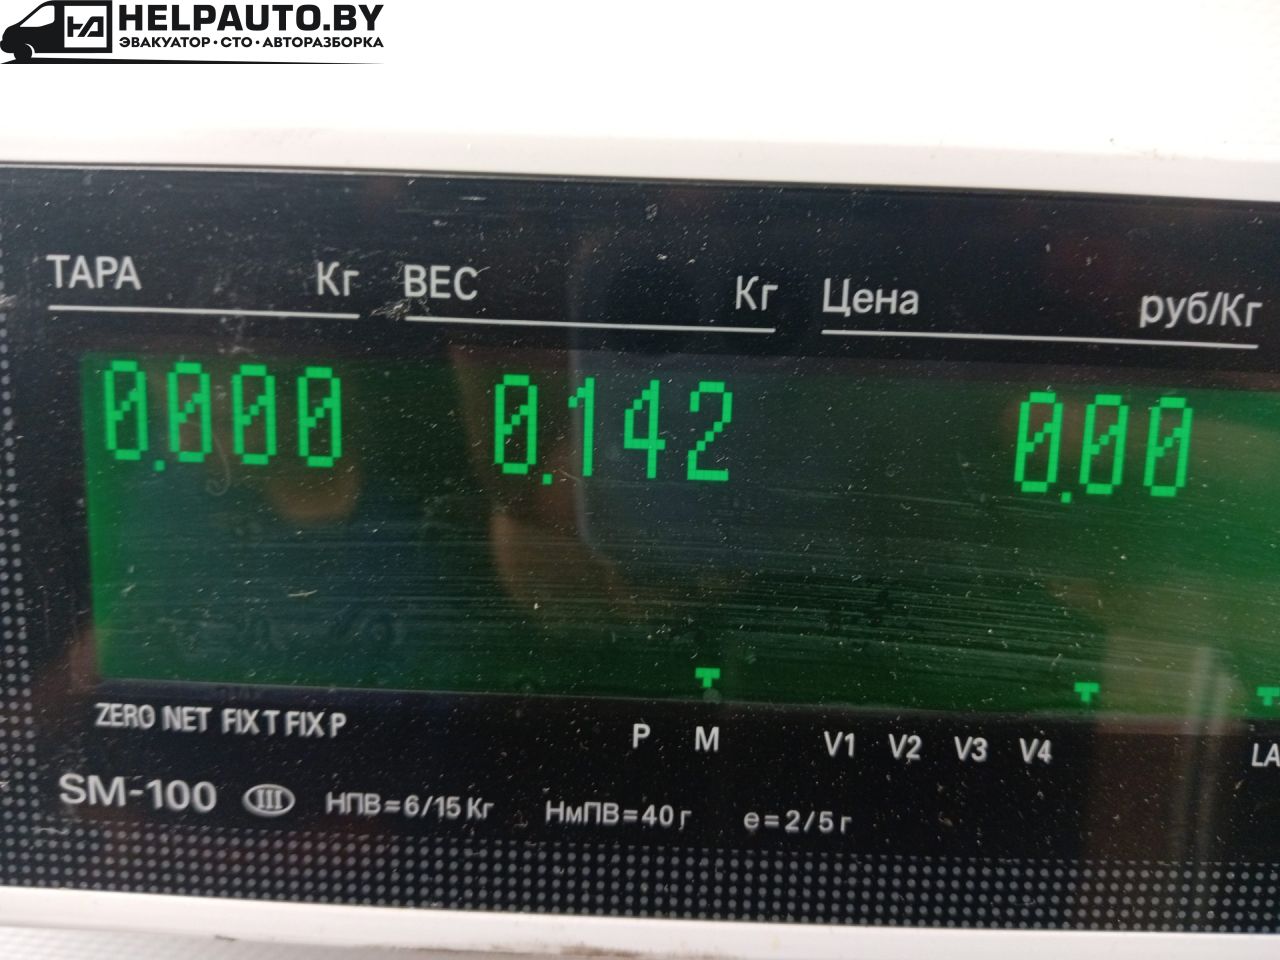 HELPAUTO.BY
ЭВАКУАТОР·СТО·АВТОРАЗБОРКА
ТАРА Кг ВЕС Кг Цена руб/Кг
0.000 0.142 0.00
ZERO NET FIX T FIX P P M V1 V2 V3 V4
SM-100 III НПВ=6/15 Кг НмПВ=40 г e=2/5 г